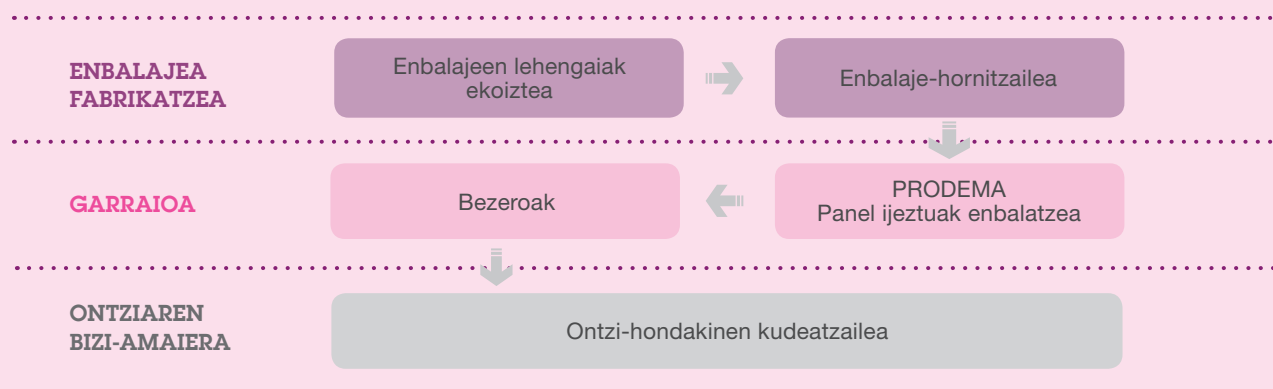 ENBALAJEA
FABRIKATZEA
Enbalajeen lehengaiak
ekoiztea
Enbalaje-hornitzailea
GARRAIOA
Bezeroak
PRODEMA
Panel ijeztuak enbalatzea
ONTZIAREN
BIZI-AMAIERA
Ontzi-hondakinen kudeatzailea